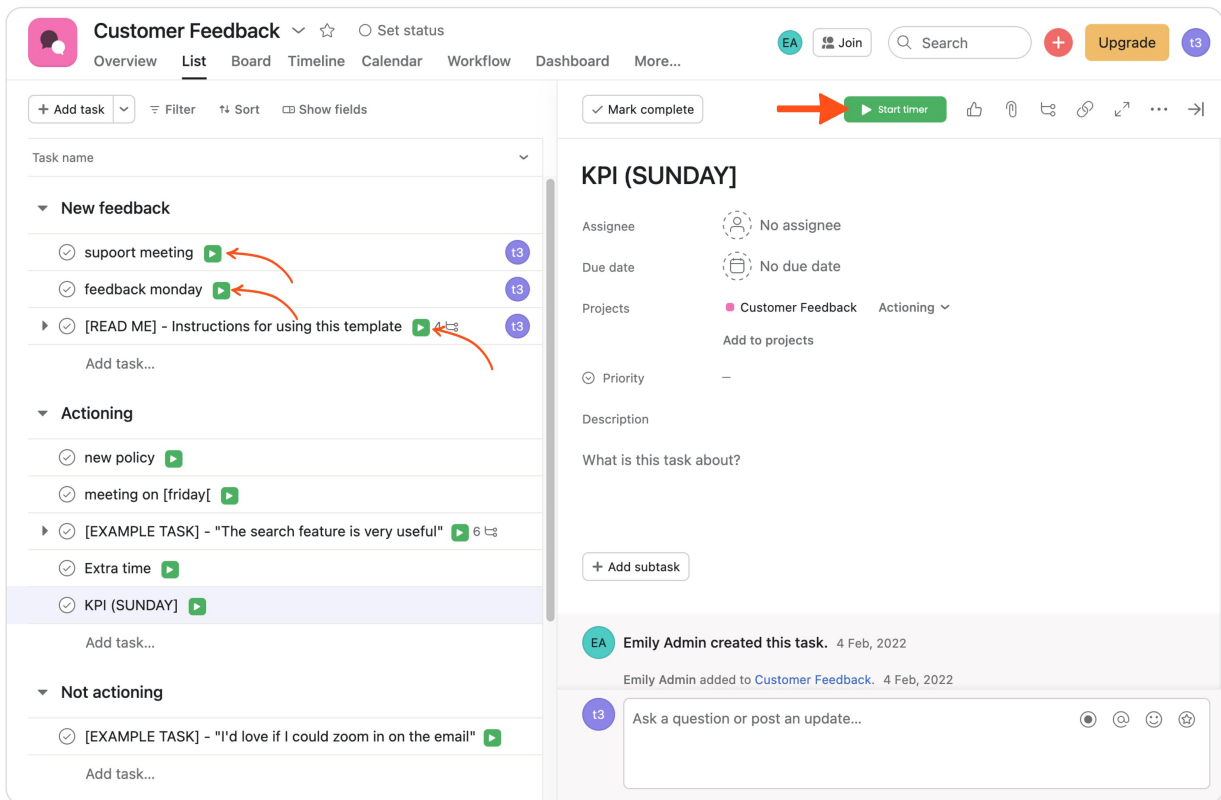 Customer Feedback
Set status
EA
Join
Search
Upgrade
t3
Overview
List
Board
Timeline
Calendar
Workflow
Dashboard
More...
+ Add task
Filter
Sort
Show fields
Task name
New feedback
supoort meeting
t3
feedback monday
t3
[READ ME] - Instructions for using this template
4
t3
Add task...
Actioning
new policy
meeting on [friday[
[EXAMPLE TASK] - "The search feature is very useful"
6
Extra time
KPI (SUNDAY]
Add task...
Not actioning
[EXAMPLE TASK] - "I'd love if I could zoom in on the email"
Add task...
Mark complete
Start timer
KPI (SUNDAY]
Assignee
No assignee
Due date
No due date
Projects
Customer Feedback
Actioning
Add to projects
Priority
—
Description
What is this task about?
+ Add subtask
EA
Emily Admin created this task. 4 Feb, 2022
Emily Admin added to Customer Feedback. 4 Feb, 2022
t3
Ask a question or post an update...